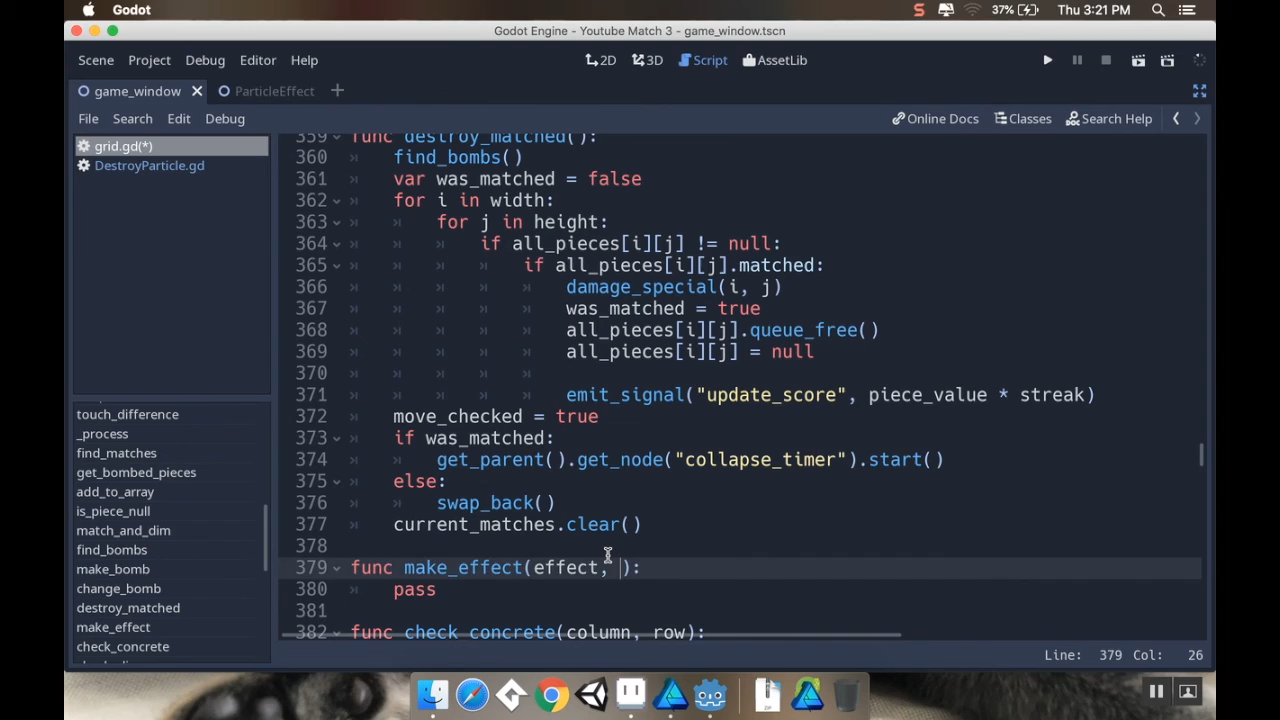 Godot
37%
Thu 3:21 PM
Godot Engine - Youtube Match 3 - game_window.tscn
Scene Project Debug Editor Help
2D 3D Script AssetLib
game_window ParticleEffect
File Search Edit Debug
Online Docs Classes Search Help
grid.gd(*)
DestroyParticle.gd
touch_difference
_process
find_matches
get_bombed_pieces
add_to_array
is_piece_null
match_and_dim
find_bombs
make_bomb
change_bomb
destroy_matched
make_effect
check_concrete
359 func destroy_matched():
360 find_bombs()
361 var was_matched = false
362 for i in width:
363 for j in height:
364 if all_pieces[i][j] != null:
365 if all_pieces[i][j].matched:
366 damage_special(i, j)
367 was_matched = true
368 all_pieces[i][j].queue_free()
369 all_pieces[i][j] = null
370
371 emit_signal("update_score", piece_value * streak)
372 move_checked = true
373 if was_matched:
374 get_parent().get_node("collapse_timer").start()
375 else:
376 swap_back()
377 current_matches.clear()
378
379 func make_effect(effect, ):
380 pass
381
382 func check_concrete(column, row):
Line: 379 Col: 26